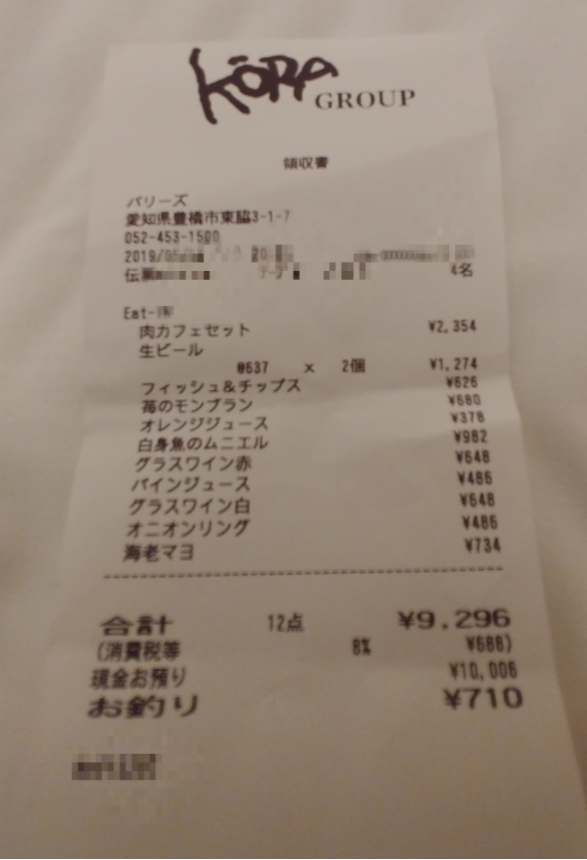 KŌRA GROUP
領収書
バリーズ
愛知県豊橋市東脇3-1-7
052-453-1500
2019/05
伝票 4名
Eat-IN
肉カフェセット ¥2,354
生ビール
@637 x 2個 ¥1,274
フィッシュ&チップス ¥626
苺のモンブラン ¥680
オレンジジュース ¥378
白身魚のムニエル ¥982
グラスワイン赤 ¥648
パインジュース ¥486
グラスワイン白 ¥648
オニオンリング ¥486
海老マヨ ¥734
合計 12点 ¥9,296
(消費税等 8% ¥688)
現金お預り ¥10,006
お釣り ¥710